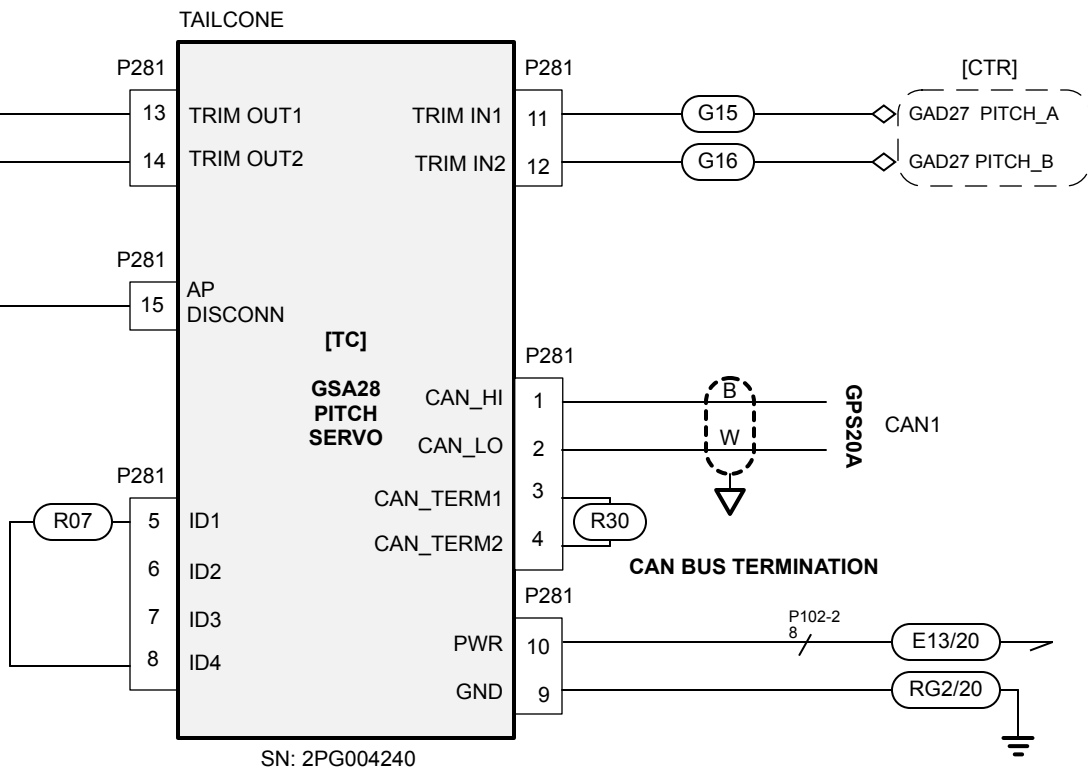 TAILCONE
P281
13 TRIM OUT1
14 TRIM OUT2
P281
15 AP
DISCONN
P281
R07 5 ID1
6 ID2
7 ID3
8 ID4
[TC]
GSA28
PITCH
SERVO
P281
TRIM IN1 11 G15
TRIM IN2 12 G16
[CTR]
GAD27 PITCH_A
GAD27 PITCH_B
P281
CAN_HI 1 B
CAN_LO 2 W
GPS20A
CAN1
CAN_TERM1 3
CAN_TERM2 4
R30
CAN BUS TERMINATION
P281
PWR 10
P102-2
8
E13/20
GND 9 RG2/20
SN: 2PG004240